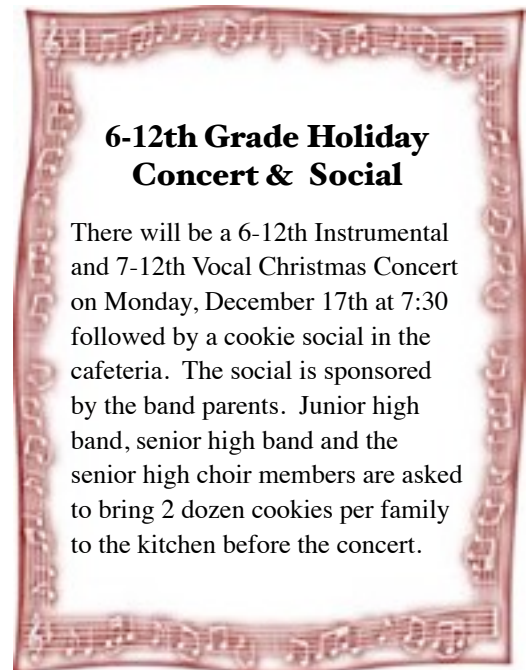 6-12th Grade Holiday
Concert & Social
There will be a 6-12th Instrumental
and 7-12th Vocal Christmas Concert
on Monday, December 17th at 7:30
followed by a cookie social in the
cafeteria. The social is sponsored
by the band parents. Junior high
band, senior high band and the
senior high choir members are asked
to bring 2 dozen cookies per family
to the kitchen before the concert.